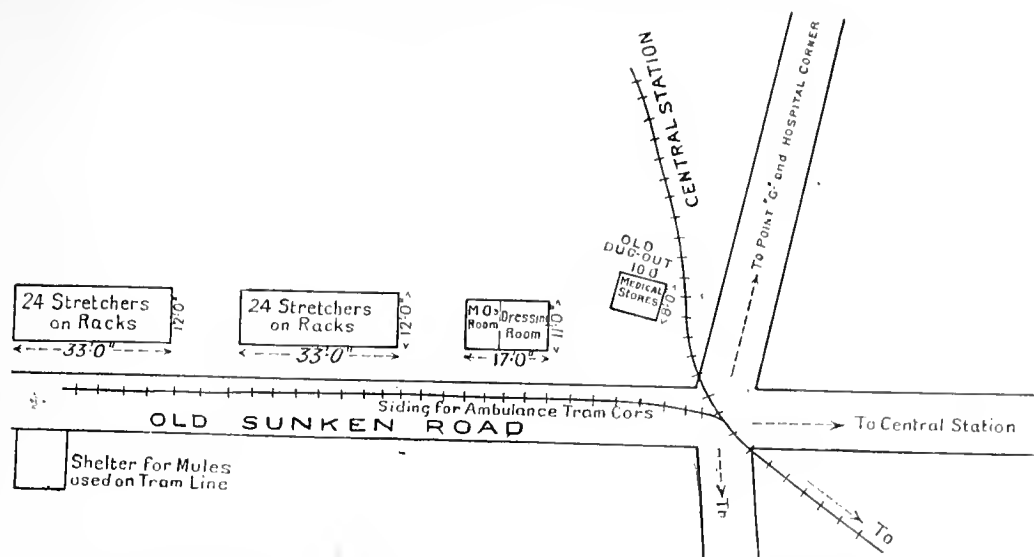 CENTRAL STATION
To POINT "G" and HOSPITAL CORNER
OLD
DUG-OUT
10 0
MEDICAL
STORES
8'.0"
24 Stretchers
on Racks
12'.0"
33'.0"
24 Stretchers
on Racks
12'.0"
33'.0"
M O's
Room
Dressing
Room
11'.0"
17'.0"
Siding for Ambulance Tram Cars
OLD SUNKEN ROAD
To Central Station
Shelter for Mules
used on Tram Line
To
To